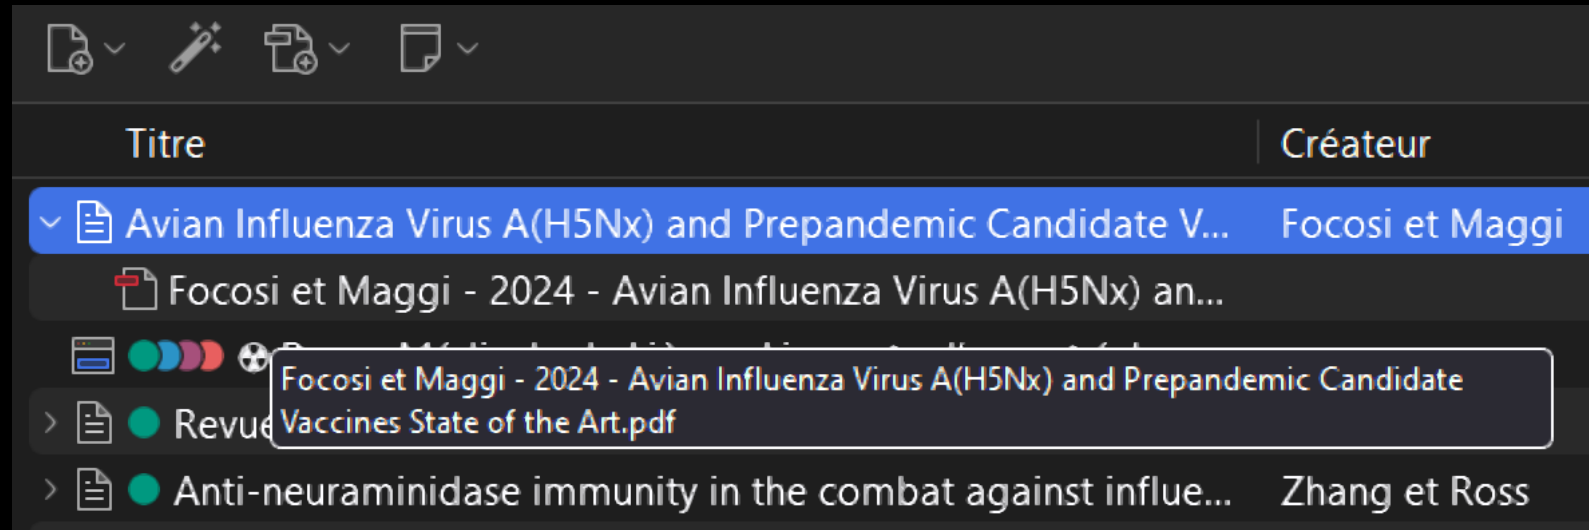 Titre Créateur
Avian Influenza Virus A(H5Nx) and Prepandemic Candidate V... Focosi et Maggi
Focosi et Maggi - 2024 - Avian Influenza Virus A(H5Nx) an...
Focosi et Maggi - 2024 - Avian Influenza Virus A(H5Nx) and Prepandemic Candidate
Vaccines State of the Art.pdf
Revue
Anti-neuraminidase immunity in the combat against influe... Zhang et Ross